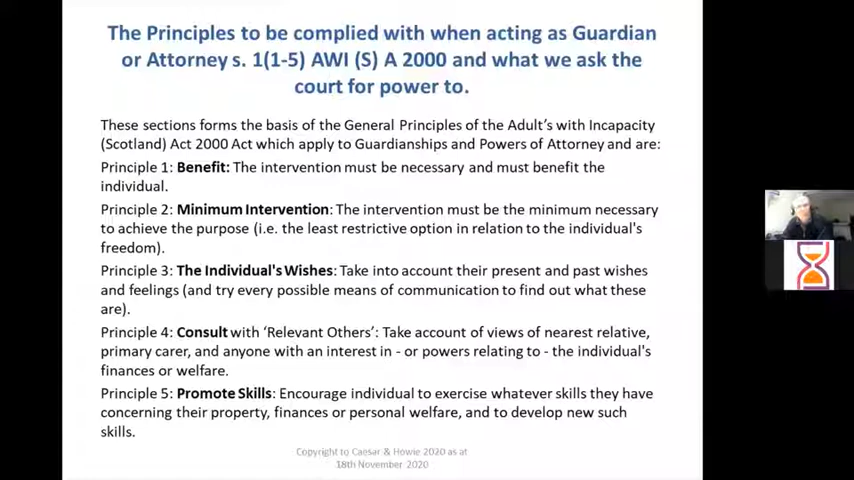 The Principles to be complied with when acting as Guardian
or Attorney s. 1(1-5) AWI (S) A 2000 and what we ask the
court for power to.
These sections forms the basis of the General Principles of the Adult's with Incapacity
(Scotland) Act 2000 Act which apply to Guardianships and Powers of Attorney and are:
Principle 1: Benefit: The intervention must be necessary and must benefit the
individual.
Principle 2: Minimum Intervention: The intervention must be the minimum necessary
to achieve the purpose (i.e. the least restrictive option in relation to the individual's
freedom).
Principle 3: The Individual's Wishes: Take into account their present and past wishes
and feelings (and try every possible means of communication to find out what these
are).
Principle 4: Consult with 'Relevant Others': Take account of views of nearest relative,
primary carer, and anyone with an interest in - or powers relating to - the individual's
finances or welfare.
Principle 5: Promote Skills: Encourage individual to exercise whatever skills they have
concerning their property, finances or personal welfare, and to develop new such
skills.
Copyright to Caesar & Howie 2020 as at
18th November 2020